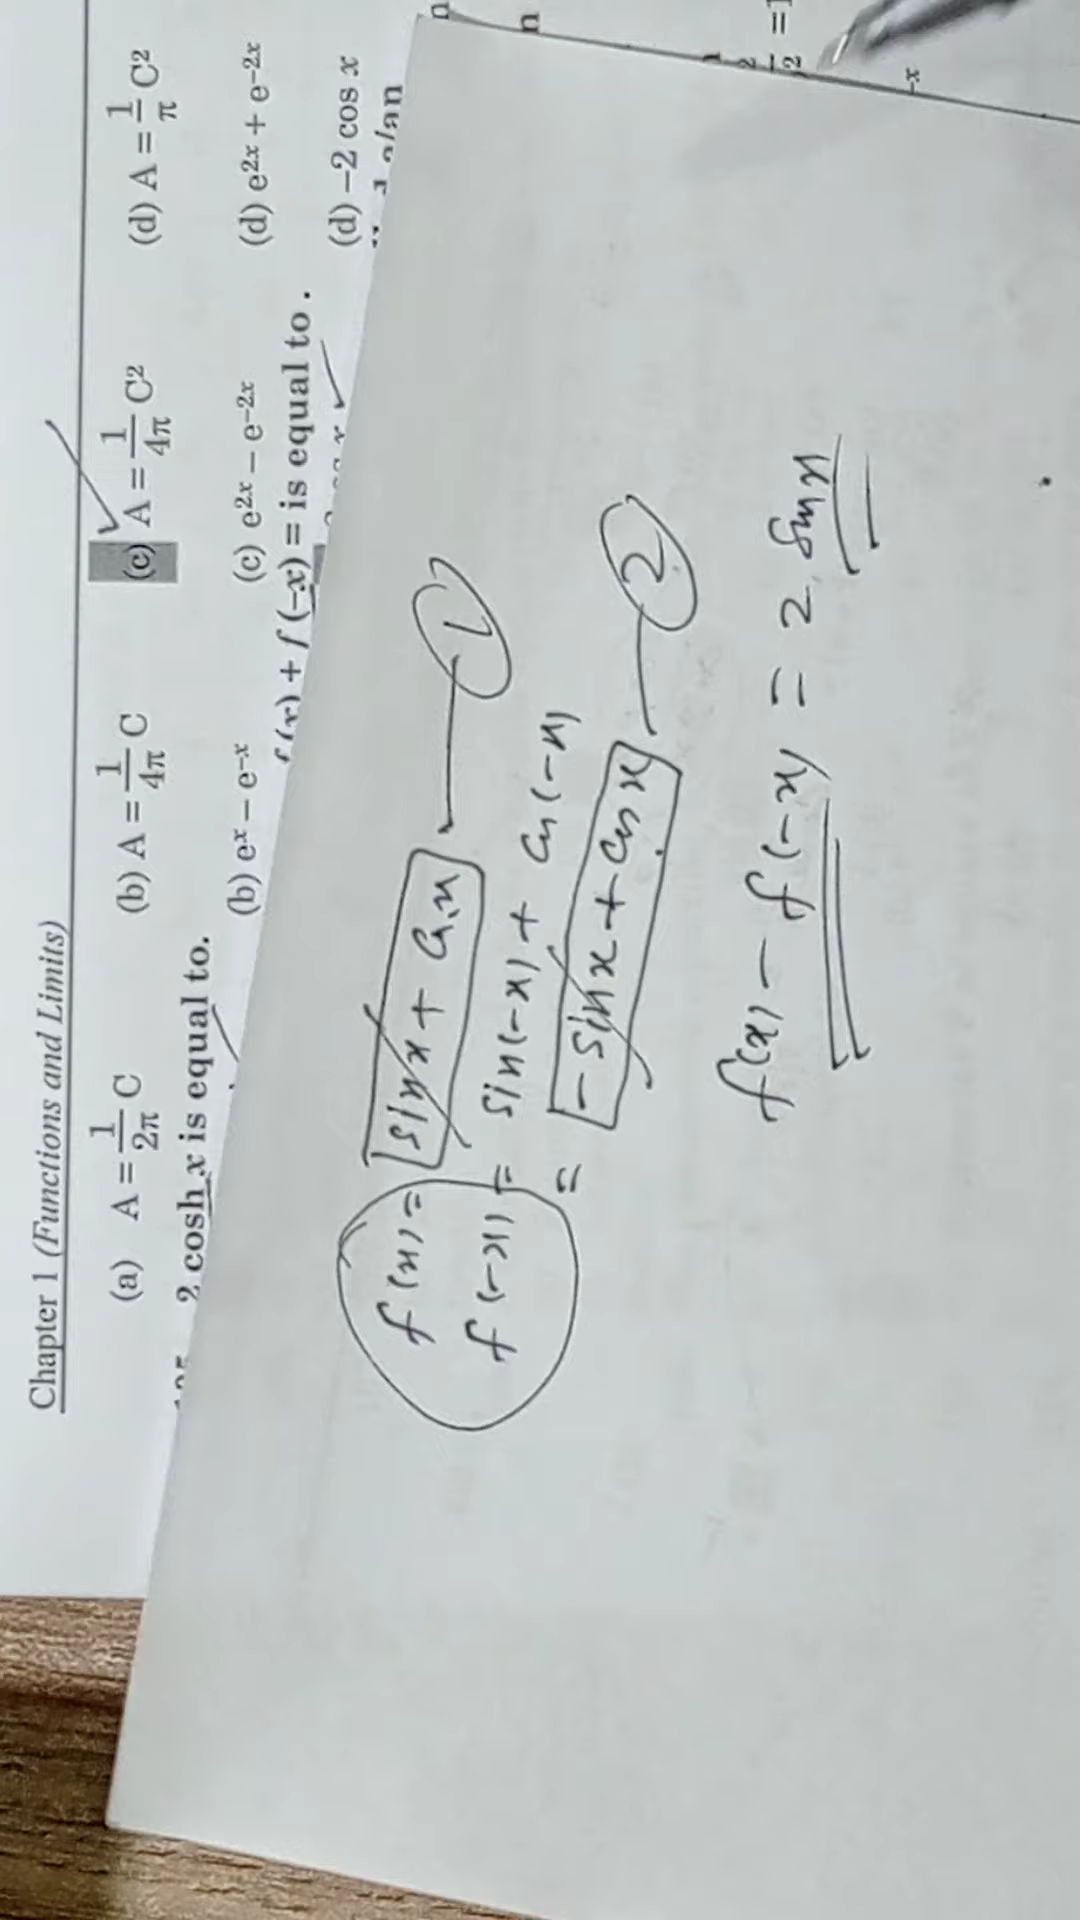 Chapter 1 (Functions and Limits)
(a) A = 1/2π C (b) A = 1/4π C (c) A = 1/4π C² (d) A = 1/π C²
2 cosh x is equal to.
(b) eˣ – e⁻ˣ (c) e²ˣ – e⁻²ˣ (d) e²ˣ + e⁻²ˣ
f (x) + f (–x) = is equal to .
(d) –2 cos x
f(x) = sin x + cos x — 1
f(-x) = sin(-x) + cos(-x)
= - sin x + cos x — 2
f(x) - f(-x) = 2 sin x